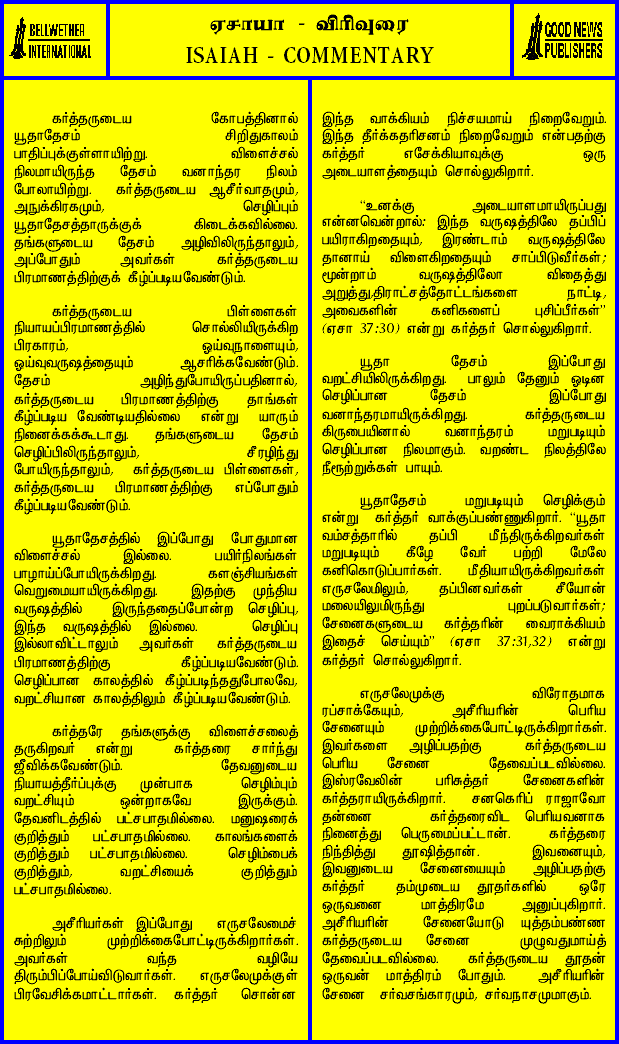 BELLWETHER
INTERNATIONAL
ஏசாயா - விரிவுரை
ISAIAH - COMMENTARY
GOOD NEWS
PUBLISHERS
கர்த்தருடைய கோபத்தினால்
யூதாதேசம் சிறிதுகாலம்
பாதிப்புக்குள்ளாயிற்று. விளைச்சல்
நிலமாயிருந்த தேசம் வனாந்தர நிலம்
போலாயிற்று. கர்த்தருடைய ஆசீர்வாதமும்,
அநுக்கிரகமும், செழிப்பும்
யூதாதேசத்தாருக்குக் கிடைக்கவில்லை.
தங்களுடைய தேசம் அழிவிலிருந்தாலும்,
அப்போதும் அவர்கள் கர்த்தருடைய
பிரமாணத்திற்குக் கீழ்ப்படியவேண்டும்.
கர்த்தருடைய பிள்ளைகள்
நியாயப்பிரமாணத்தில் சொல்லியிருக்கிற
பிரகாரம், ஓய்வுநாளையும்,
ஓய்வுவருஷத்தையும் ஆசரிக்கவேண்டும்.
தேசம் அழிந்துபோயிருப்பதினால்,
கர்த்தருடைய பிரமாணத்திற்கு தாங்கள்
கீழ்ப்படிய வேண்டியதில்லை என்று யாரும்
நினைக்கக்கூடாது. தங்களுடைய தேசம்
செழிப்பிலிருந்தாலும், சீரழிந்து
போயிருந்தாலும், கர்த்தருடைய பிள்ளைகள்,
கர்த்தருடைய பிரமாணத்திற்கு எப்போதும்
கீழ்ப்படியவேண்டும்.
யூதாதேசத்தில் இப்போது போதுமான
விளைச்சல் இல்லை. பயிர்நிலங்கள்
பாழாய்ப்போயிருக்கிறது. களஞ்சியங்கள்
வெறுமையாயிருக்கிறது. இதற்கு முந்திய
வருஷத்தில் இருந்ததைப்போன்ற செழிப்பு,
இந்த வருஷத்தில் இல்லை. செழிப்பு
இல்லாவிட்டாலும் அவர்கள் கர்த்தருடைய
பிரமாணத்திற்கு கீழ்ப்படியவேண்டும்.
செழிப்பான காலத்தில் கீழ்ப்படிந்ததுபோலவே,
வறட்சியான காலத்திலும் கீழ்ப்படியவேண்டும்.
கர்த்தரே தங்களுக்கு விளைச்சலைத்
தருகிறவர் என்று கர்த்தரை சார்ந்து
ஜீவிக்கவேண்டும். தேவனுடைய
நியாயத்தீர்ப்புக்கு முன்பாக செழிம்பும்
வறட்சியும் ஒன்றாகவே இருக்கும்.
தேவனிடத்தில் பட்சபாதமில்லை. மனுஷரைக்
குறித்தும் பட்சபாதமில்லை. காலங்களைக்
குறித்தும் பட்சபாதமில்லை. செழிம்பைக்
குறித்தும், வறட்சியைக் குறித்தும்
பட்சபாதமில்லை.
அசீரியர்கள் இப்போது எருசலேமைச்
சுற்றிலும் முற்றிக்கைபோட்டிருக்கிறார்கள்.
அவர்கள் வந்த வழியே
திரும்பிப்போய்விடுவார்கள். எருசலேமுக்குள்
பிரவேசிக்கமாட்டார்கள். கர்த்தர் சொன்ன
இந்த வாக்கியம் நிச்சயமாய் நிறைவேறும்.
இந்த தீர்க்கதரிசனம் நிறைவேறும் என்பதற்கு
கர்த்தர் எசேக்கியாவுக்கு ஒரு
அடையாளத்தையும் சொல்லுகிறார்.
“உனக்கு அடையாளமாயிருப்பது
என்னவென்றால்: இந்த வருஷத்திலே தப்பிப்
பயிராகிறதையும், இரண்டாம் வருஷத்திலே
தானாய் விளைகிறதையும் சாப்பிடுவீர்கள்;
மூன்றாம் வருஷத்திலோ விதைத்து
அறுத்து,திராட்சத்தோட்டங்களை நாட்டி,
அவைகளின் கனிகளைப் புசிப்பீர்கள்”
(ஏசா 37:30) என்று கர்த்தர் சொல்லுகிறார்.
யூதா தேசம் இப்போது
வறட்சியிலிருக்கிறது. பாலும் தேனும் ஓடின
செழிப்பான தேசம் இப்போது
வனாந்தரமாயிருக்கிறது. கர்த்தருடைய
கிருபையினால் வனாந்தரம் மறுபடியும்
செழிப்பான நிலமாகும். வறண்ட நிலத்திலே
நீரூற்றுக்கள் பாயும்.
யூதாதேசம் மறுபடியும் செழிக்கும்
என்று கர்த்தர் வாக்குப்பண்ணுகிறார். “யூதா
வம்சத்தாரில் தப்பி மீந்திருக்கிறவர்கள்
மறுபடியும் கீழே வேர் பற்றி மேலே
கனிகொடுப்பார்கள். மீதியாயிருக்கிறவர்கள்
எருசலேமிலும், தப்பினவர்கள் சீயோன்
மலையிலுமிருந்து புறப்படுவார்கள்;
சேனைகளுடைய கர்த்தரின் வைராக்கியம்
இதைச் செய்யும்” (ஏசா 37:31,32) என்று
கர்த்தர் சொல்லுகிறார்.
எருசலேமுக்கு விரோதமாக
ரப்சாக்கேயும், அசீரியரின் பெரிய
சேனையும் முற்றிக்கைபோட்டிருக்கிறார்கள்.
இவர்களை அழிப்பதற்கு கர்த்தருடைய
பெரிய சேனை தேவைப்படவில்லை.
இஸ்ரவேலின் பரிசுத்தர் சேனைகளின்
கர்த்தராயிருக்கிறார். சனகெரிப் ராஜாவோ
தன்னை கர்த்தரைவிட பெரியவனாக
நினைத்து பெருமைப்பட்டான். கர்த்தரை
நிந்தித்து தூஷித்தான். இவனையும்,
இவனுடைய சேனையையும் அழிப்பதற்கு
கர்த்தர் தம்முடைய தூதர்களில் ஒரே
ஒருவனை மாத்திரமே அனுப்புகிறார்.
அசீரியரின் சேனையோடு யுத்தம்பண்ண
கர்த்தருடைய சேனை முழுவதுமாய்த்
தேவைப்படவில்லை. கர்த்தருடைய தூதன்
ஒருவன் மாத்திரம் போதும். அசீரியரின்
சேனை சர்வசங்காரமும், சர்வநாசமுமாகும்.